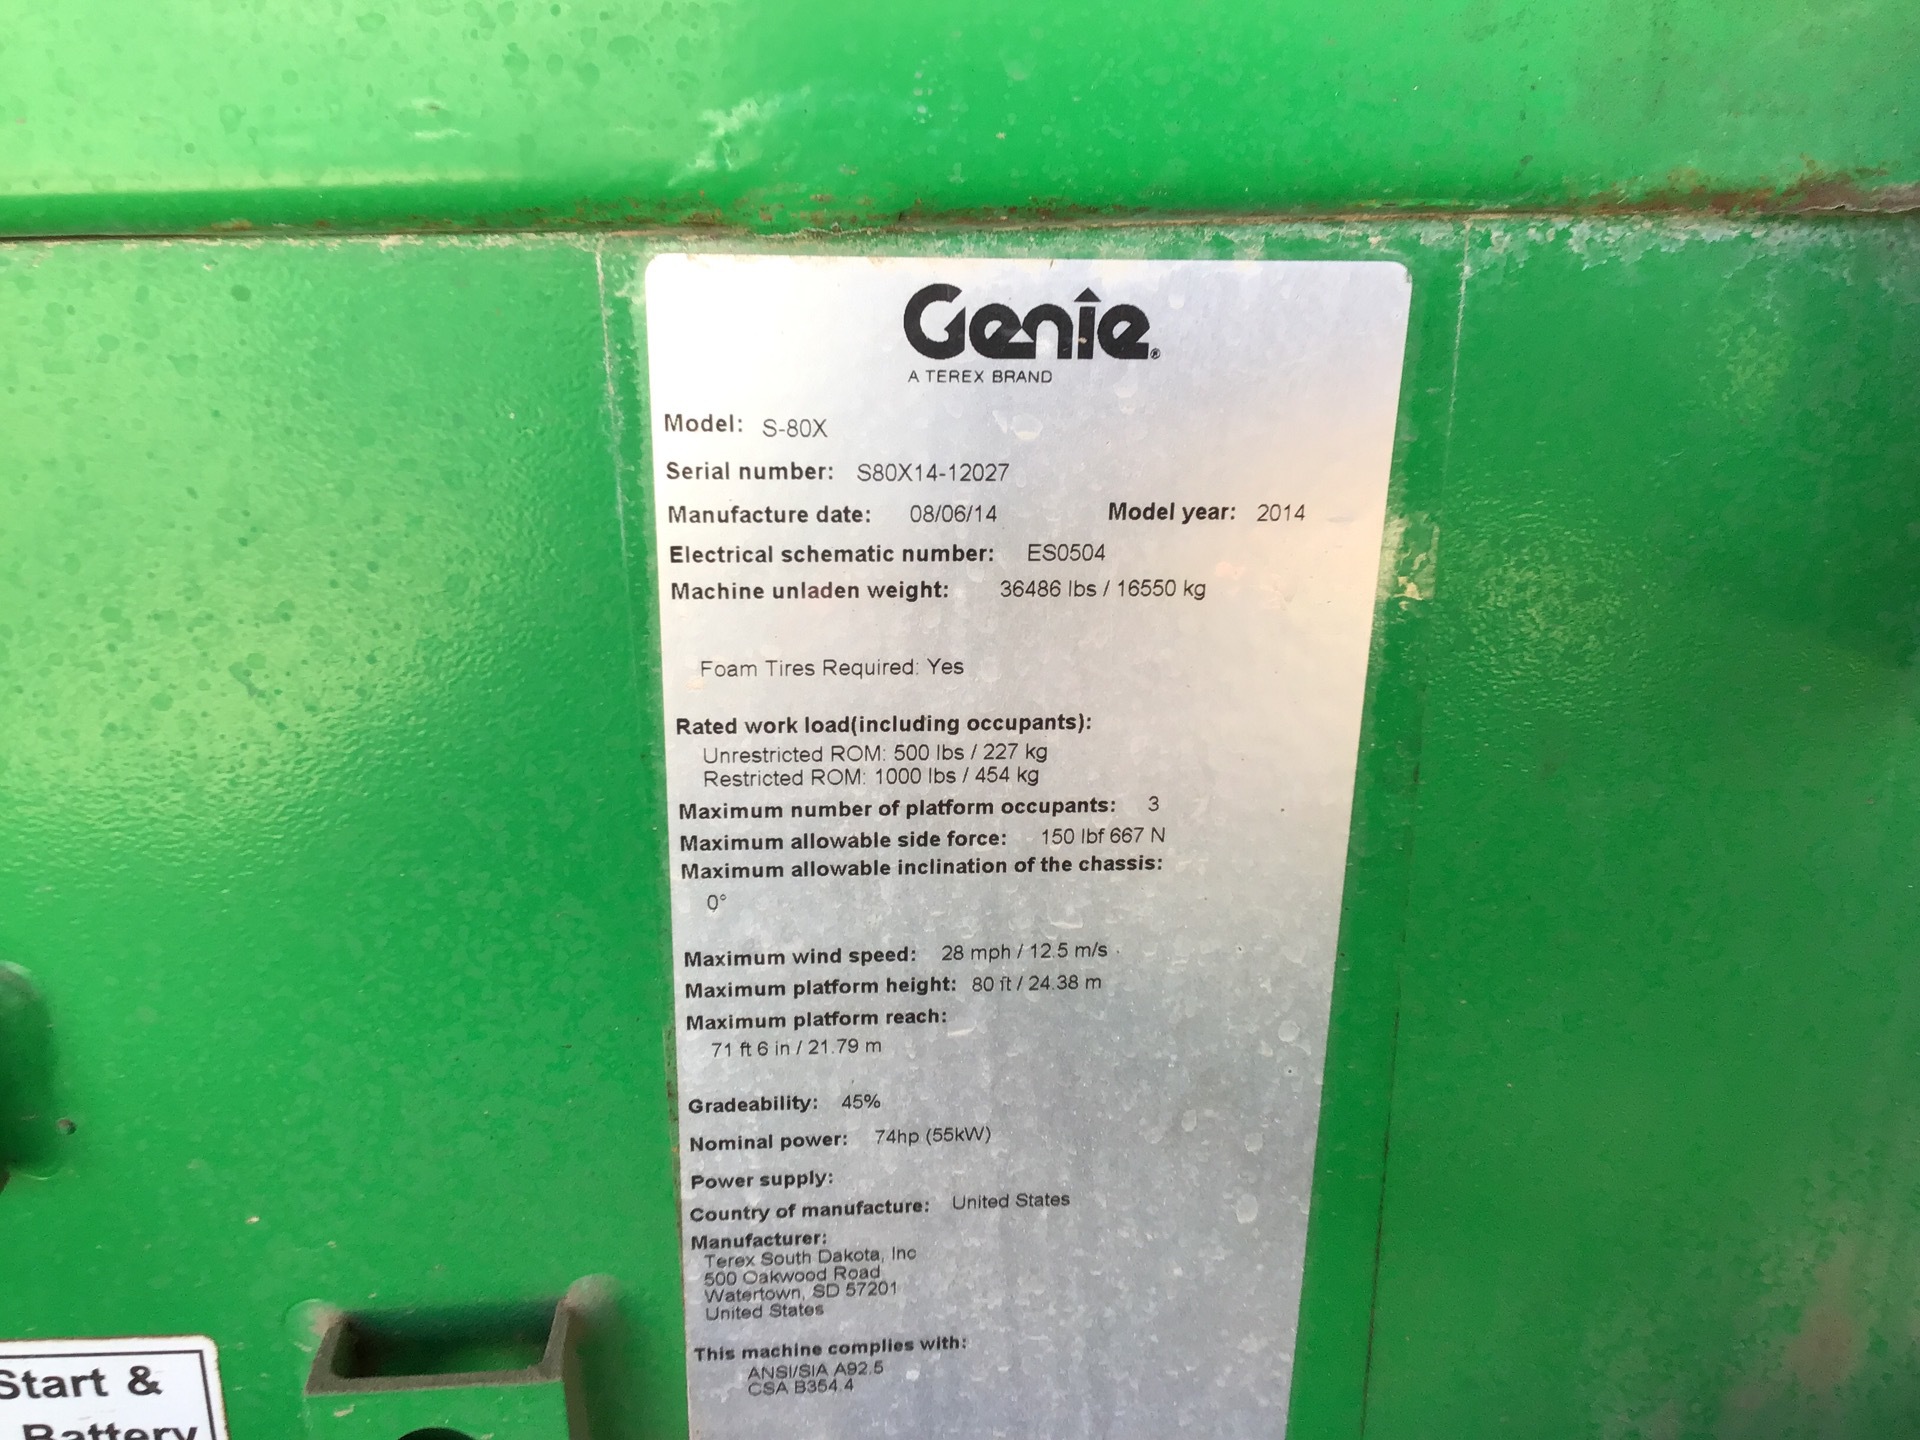 Genie®
A TEREX BRAND
Model: S-80X
Serial number: S80X14-12027
Manufacture date: 08/06/14 Model year: 2014
Electrical schematic number: ES0504
Machine unladen weight: 36486 lbs / 16550 kg
Foam Tires Required: Yes
Rated work load(including occupants):
Unrestricted ROM: 500 lbs / 227 kg
Restricted ROM: 1000 lbs / 454 kg
Maximum number of platform occupants: 3
Maximum allowable side force: 150 lbf 667 N
Maximum allowable inclination of the chassis:
0°
Maximum wind speed: 28 mph / 12.5 m/s
Maximum platform height: 80 ft / 24.38 m
Maximum platform reach:
71 ft 6 in / 21.79 m
Gradeability: 45%
Nominal power: 74hp (55kW)
Power supply:
Country of manufacture: United States
Manufacturer:
Terex South Dakota, Inc
500 Oakwood Road
Watertown, SD 57201
United States
This machine complies with:
ANSI/SIA A92.5
CSA B354.4
Start &
Battery